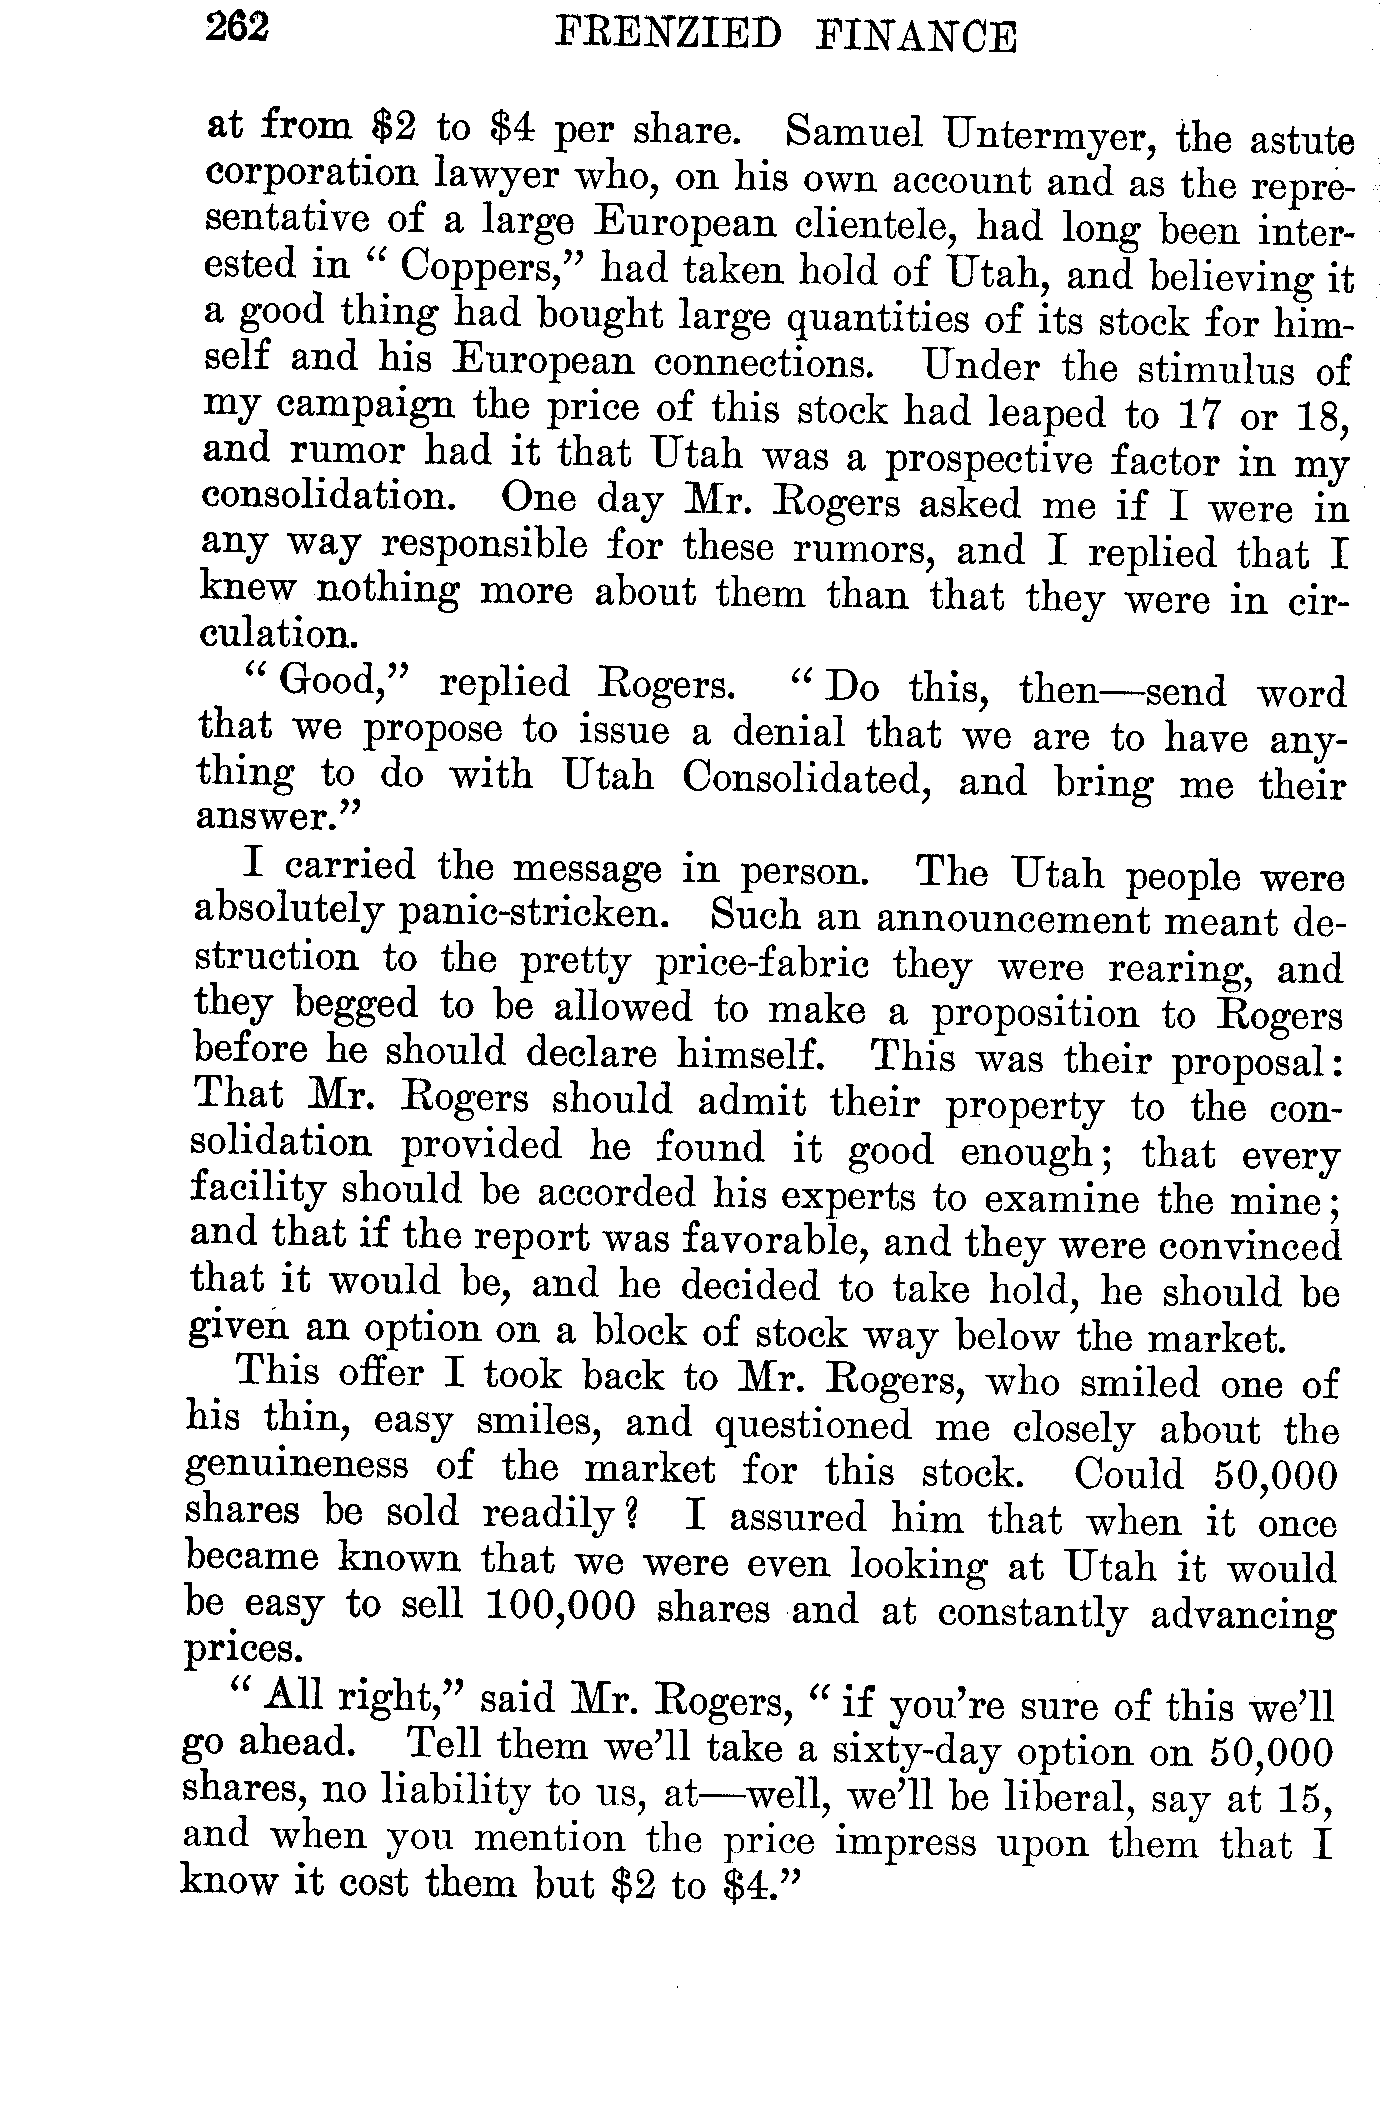 262 FRENZIED FINANCE
at from $2 to $4 per share. Samuel Untermyer, the astute
corporation lawyer who, on his own account and as the repre-
sentative of a large European clientele, had long been inter-
ested in “ Coppers,” had taken hold of Utah, and believing it
a good thing had bought large quantities of its stock for him-
self and his European connections. Under the stimulus of
my campaign the price of this stock had leaped to 17 or 18,
and rumor had it that Utah was a prospective factor in my
consolidation. One day Mr. Rogers asked me if I were in
any way responsible for these rumors, and I replied that I
knew nothing more about them than that they were in cir-
culation.
“ Good,” replied Rogers. “ Do this, then—send word
that we propose to issue a denial that we are to have any-
thing to do with Utah Consolidated, and bring me their
answer.”
I carried the message in person. The Utah people were
absolutely panic-stricken. Such an announcement meant de-
struction to the pretty price-fabric they were rearing, and
they begged to be allowed to make a proposition to Rogers
before he should declare himself. This was their proposal:
That Mr. Rogers should admit their property to the con-
solidation provided he found it good enough; that every
facility should be accorded his experts to examine the mine;
and that if the report was favorable, and they were convinced
that it would be, and he decided to take hold, he should be
given an option on a block of stock way below the market.
This offer I took back to Mr. Rogers, who smiled one of
his thin, easy smiles, and questioned me closely about the
genuineness of the market for this stock. Could 50,000
shares be sold readily? I assured him that when it once
became known that we were even looking at Utah it would
be easy to sell 100,000 shares and at constantly advancing
prices.
“ All right,” said Mr. Rogers, “ if you’re sure of this we’ll
go ahead. Tell them we’ll take a sixty-day option on 50,000
shares, no liability to us, at—well, we’ll be liberal, say at 15,
and when you mention the price impress upon them that I
know it cost them but $2 to $4.”